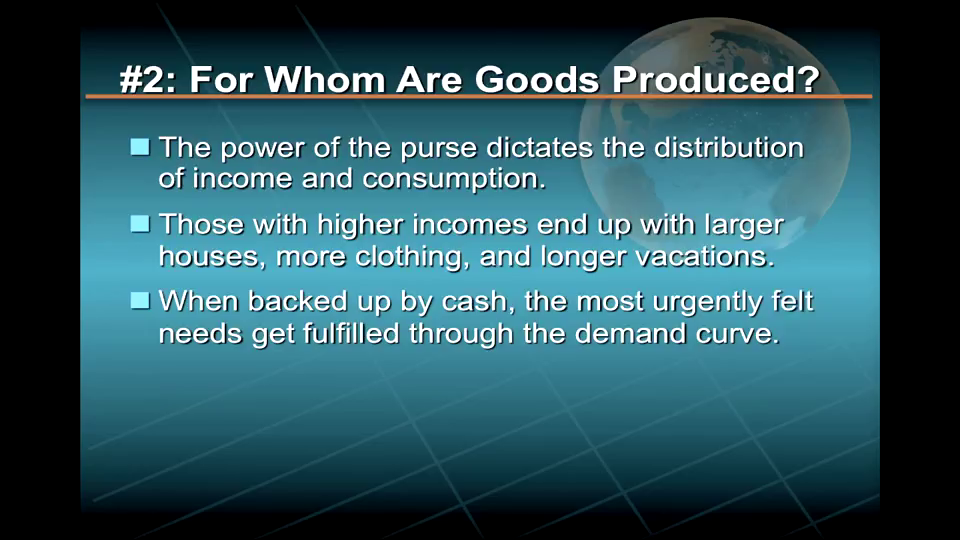 #2: For Whom Are Goods Produced?
The power of the purse dictates the distribution
of income and consumption.
Those with higher incomes end up with larger
houses, more clothing, and longer vacations.
When backed up by cash, the most urgently felt
needs get fulfilled through the demand curve.